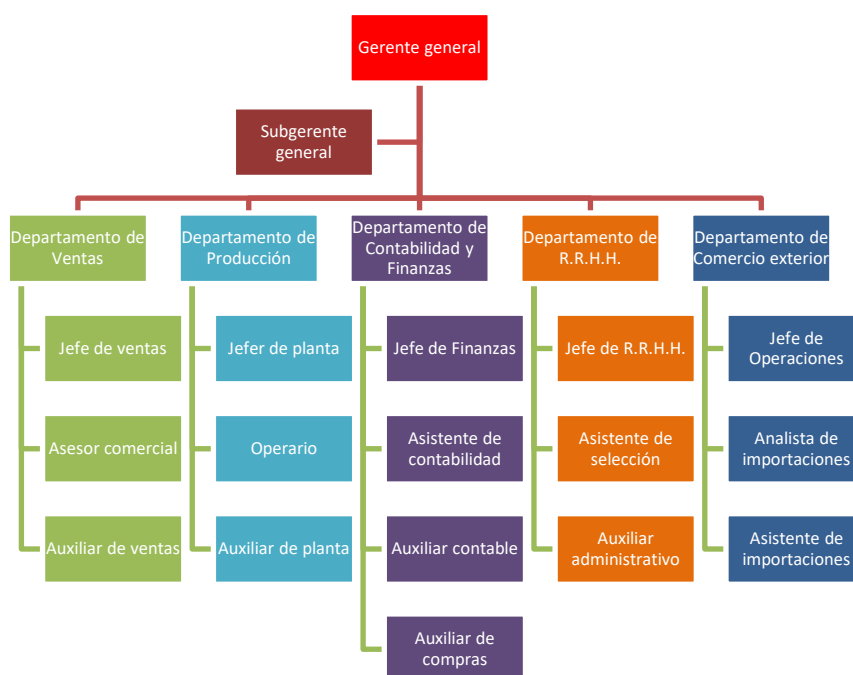 Gerente general
Subgerente
general
Departamento de
Ventas
Departamento de
Producción
Departamento de
Contabilidad y
Finanzas
Departamento de
R.R.H.H.
Departamento de
Comercio exterior
Jefe de ventas
Jefer de planta
Jefe de Finanzas
Jefe de R.R.H.H.
Jefe de
Operaciones
Asesor comercial
Operario
Asistente de
contabilidad
Asistente de
selección
Analista de
importaciones
Auxiliar de ventas
Auxiliar de planta
Auxiliar contable
Auxiliar
administrativo
Asistente de
importaciones
Auxiliar de
compras